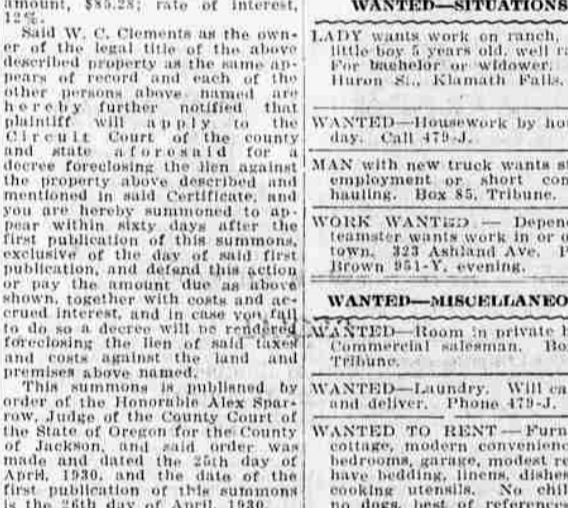 amount, $85.28; rate of interest,
12%.
Said W. C. Clements as the own-
er of the legal title of the above
described property as the same ap-
pears of record and each of the
other persons above named are
hereby further notified that
plaintiff will apply to the
Circuit Court of the county
and state aforesaid for a
decree foreclosing the lien against
the property above described and
mentioned in said Certificate, and
you are hereby summoned to ap-
pear within sixty days after the
first publication of this summons,
exclusive of the day of said first
publication, and defend this action
or pay the amount due as above
shown, together with costs and ac-
crued interest, and in case you fail
to do so a decree will be rendered
foreclosing the lien of said taxes
and costs against the land and
premises above named.
This summons is published by
order of the Honorable Alex Spar-
row, Judge of the County Court of
the State of Oregon for the County
of Jackson, and said order was
made and dated the 25th day of
April, 1930, and the date of the
first publication of this summons
is the 26th day of April, 1930.
WANTED—SITUATIONS
LADY wants work on ranch,
little boy 5 years old, well
For bachelor or widower.
Huron St., Klamath Falls.
WANTED—Housework by
day. Call 479-J.
MAN with new truck wants
employment or short
hauling. Box 85, Tribune.
WORK WANTED — Depen
teamster wants work in or
town. 323 Ashland Ave.
Brown 951-Y, evening.
WANTED—MISCELLANEO
WANTED—Room in private
Commercial salesman.
Tribune.
WANTED—Laundry. Will
and deliver. Phone 479-J.
WANTED TO RENT — Furn
cottage, modern convenienc
bedrooms, garage, modest
have bedding, linens, dishes
cooking utensils. No chil
no dogs, best of references